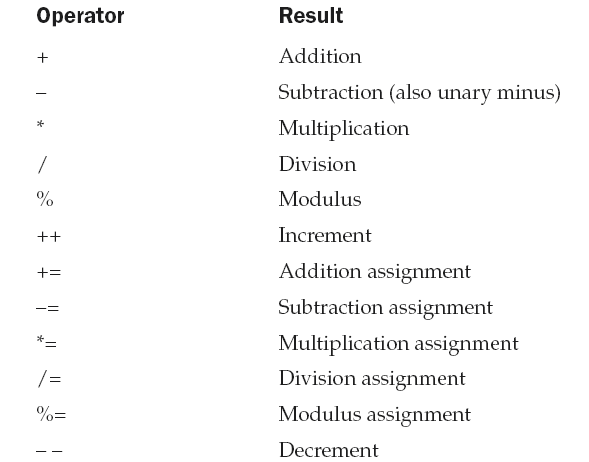 Operator Result
+ Addition
– Subtraction (also unary minus)
* Multiplication
/ Division
% Modulus
++ Increment
+= Addition assignment
–= Subtraction assignment
*= Multiplication assignment
/= Division assignment
%= Modulus assignment
– – Decrement